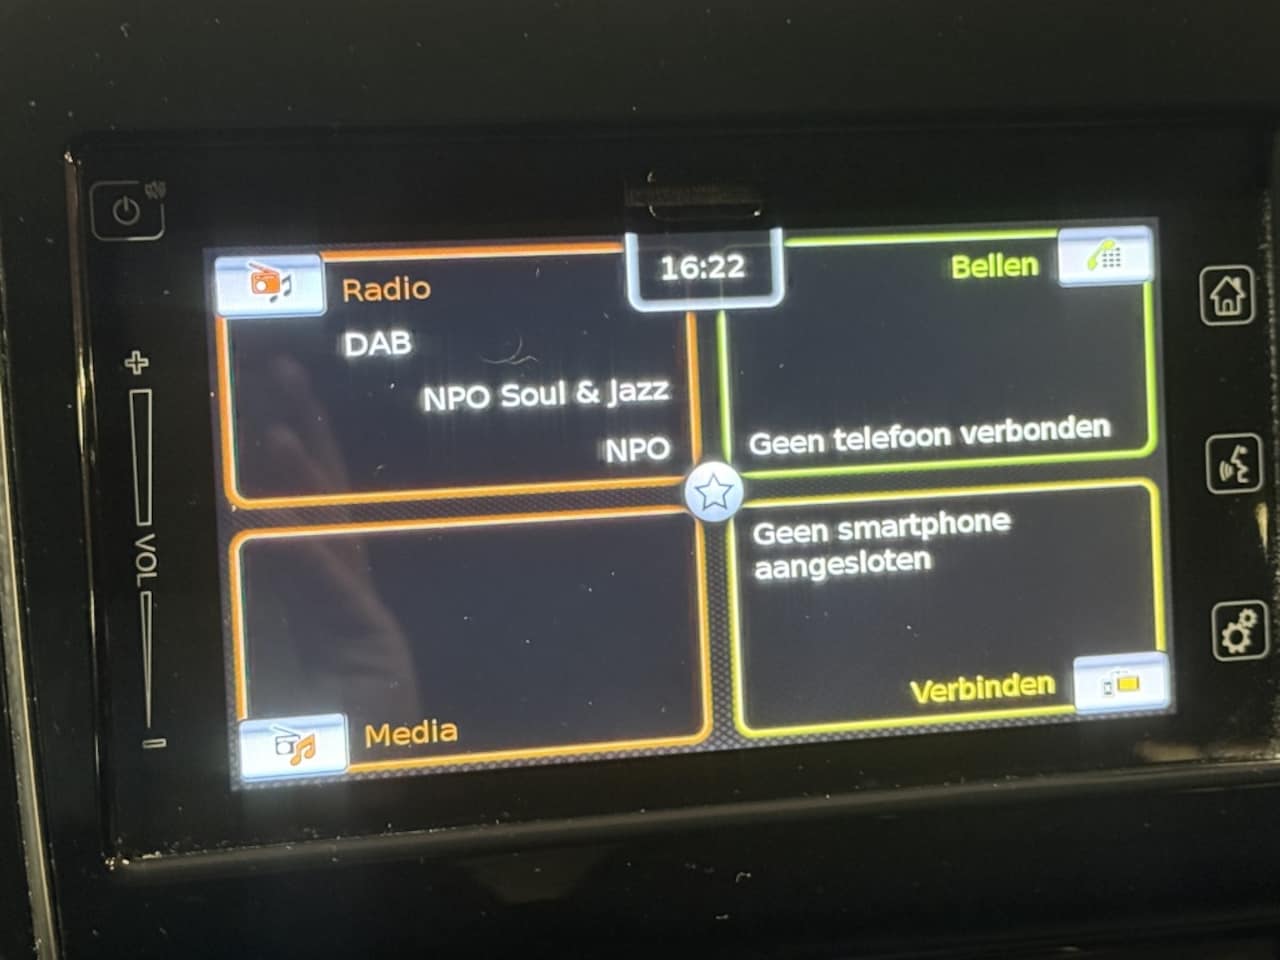 16:22
Radio
DAB
NPO Soul & Jazz
NPO
Bellen
Geen telefoon verbonden
Media
Geen smartphone
aangesloten
Verbinden
VOL